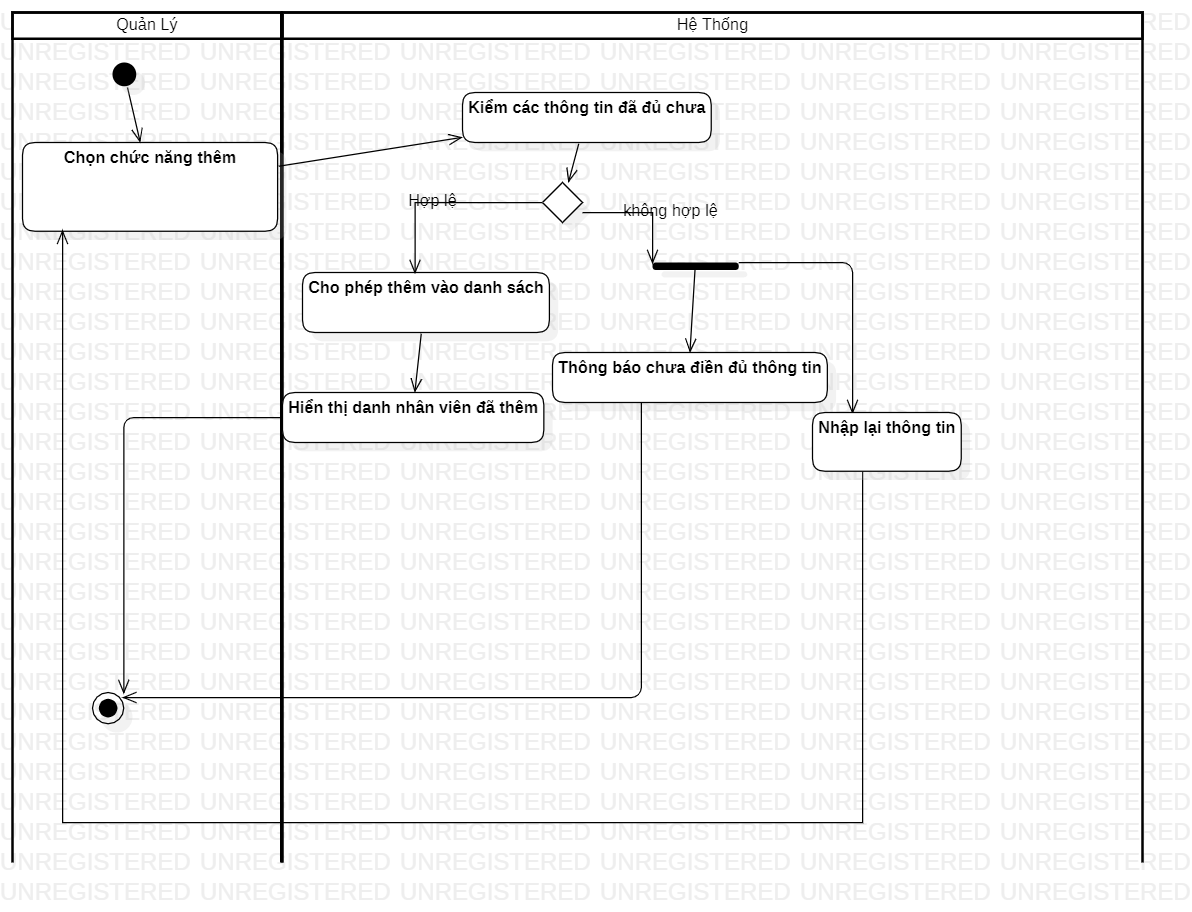 Quản Lý
Hệ Thống
Kiểm các thông tin đã đủ chưa
Chọn chức năng thêm
Hợp lệ
không hợp lệ
Cho phép thêm vào danh sách
Thông báo chưa điền đủ thông tin
Hiển thị danh nhân viên đã thêm
Nhập lại thông tin
UNREGISTERED